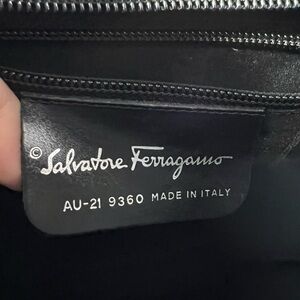 © Salvatore Ferragamo
AU-21 9360 MADE IN ITALY